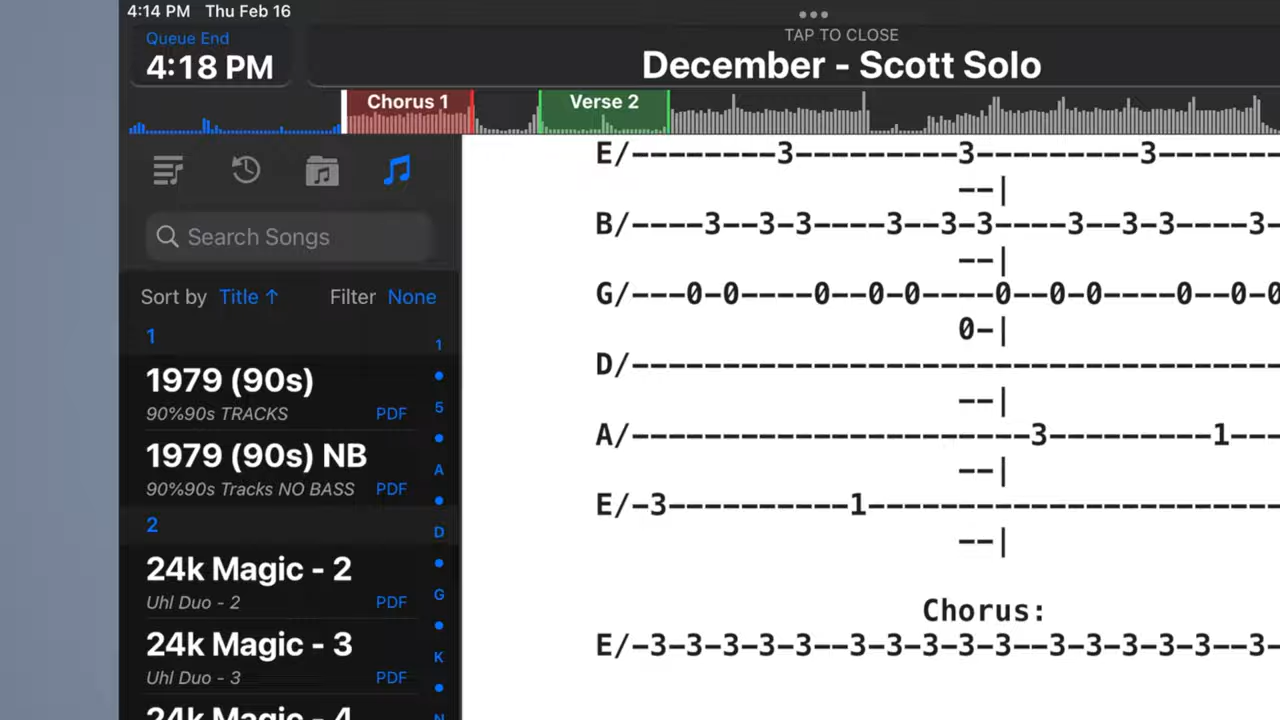 4:14 PM Thu Feb 16
Queue End
4:18 PM
TAP TO CLOSE
December - Scott Solo
Chorus 1
Verse 2
Search Songs
Sort by Title ↑ Filter None
1
1979 (90s)
90%90s TRACKS PDF
1979 (90s) NB
90%90s Tracks NO BASS PDF
2
24k Magic - 2
Uhl Duo - 2 PDF
24k Magic - 3
Uhl Duo - 3 PDF
24k Magic - 4
1
5
A
D
G
K
N
E/--------3---------3---------3-------
--|
B/----3--3-3----3--3-3----3--3-3----3-
--|
G/---0-0----0--0-0----0--0-0----0--0-0
0-|
D/------------------------------------
--|
A/----------------------3---------1---
--|
E/-3----------1-----------------------
--|
Chorus:
E/-3-3-3-3-3--3-3-3-3-3--3-3-3-3-3--3-